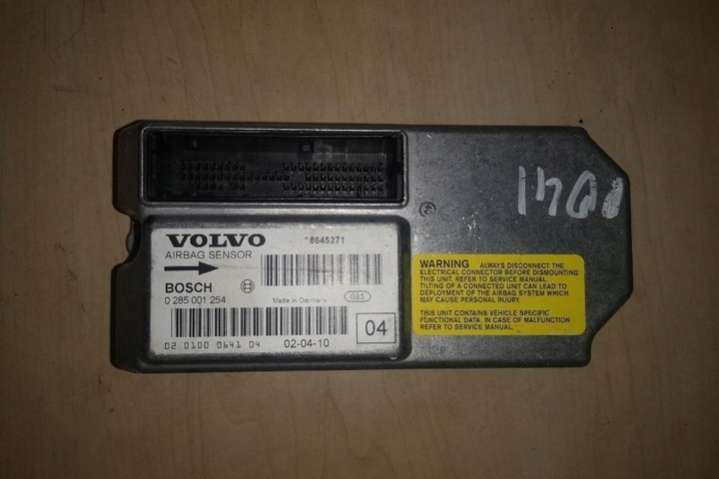 VOLVO
AIRBAG SENSOR
8645271
BOSCH
0 285 001 254
Made in Germany
02 0100 0641 04
02-04-10
04
WARNING ALWAYS DISCONNECT THE
ELECTRICAL CONNECTOR BEFORE DISMOUNTING
THIS UNIT. REFER TO SERVICE MANUAL
TILTING OF A CONNECTED UNIT CAN LEAD TO
DEPLOYMENT OF THE AIRBAG SYSTEM WHICH
MAY CAUSE PERSONAL INJURY.
THIS UNIT CONTAINS VEHICLE SPECIFIC
FUNCTIONAL DATA. IN CASE OF MALFUNCTION
REFER TO SERVICE MANUAL.